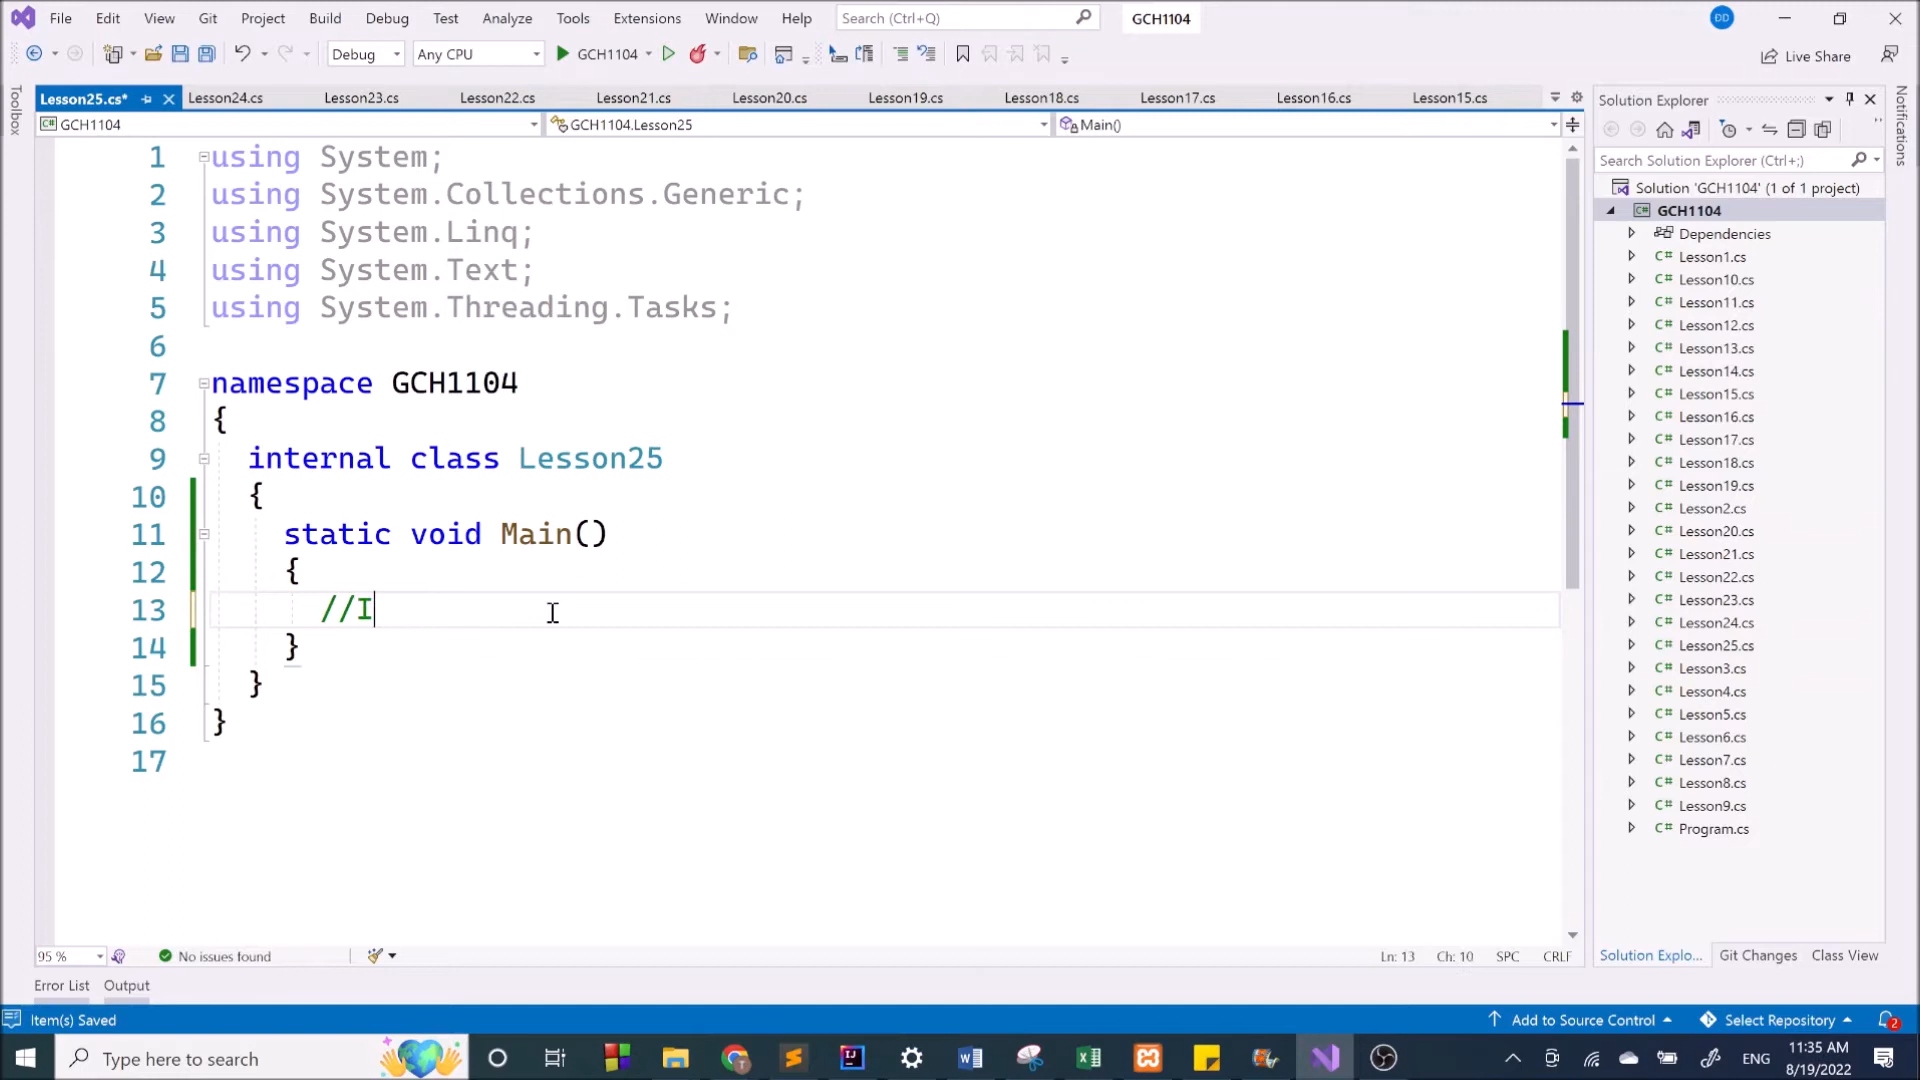 File Edit View Git Project Build Debug Test Analyze Tools Extensions Window Help Search (Ctrl+Q) GCH1104 DD
Debug Any CPU GCH1104 Live Share
Lesson25.cs* Lesson24.cs Lesson23.cs Lesson22.cs Lesson21.cs Lesson20.cs Lesson19.cs Lesson18.cs Lesson17.cs Lesson16.cs Lesson15.cs
GCH1104 GCH1104.Lesson25 Main()
Toolbox
1 using System;
2 using System.Collections.Generic;
3 using System.Linq;
4 using System.Text;
5 using System.Threading.Tasks;
6
7 namespace GCH1104
8 {
9 internal class Lesson25
10 {
11 static void Main()
12 {
13 //I
14 }
15 }
16 }
17
Solution Explorer
Search Solution Explorer (Ctrl+;)
Solution 'GCH1104' (1 of 1 project)
C# GCH1104
Dependencies
C# Lesson1.cs
C# Lesson10.cs
C# Lesson11.cs
C# Lesson12.cs
C# Lesson13.cs
C# Lesson14.cs
C# Lesson15.cs
C# Lesson16.cs
C# Lesson17.cs
C# Lesson18.cs
C# Lesson19.cs
C# Lesson2.cs
C# Lesson20.cs
C# Lesson21.cs
C# Lesson22.cs
C# Lesson23.cs
C# Lesson24.cs
C# Lesson25.cs
C# Lesson3.cs
C# Lesson4.cs
C# Lesson5.cs
C# Lesson6.cs
C# Lesson7.cs
C# Lesson8.cs
C# Lesson9.cs
C# Program.cs
Notifications
95 % No issues found Ln: 13 Ch: 10 SPC CRLF
Solution Explo... Git Changes Class View
Error List Output
Item(s) Saved Add to Source Control Select Repository 2
Type here to search ENG 11:35 AM
8/19/2022